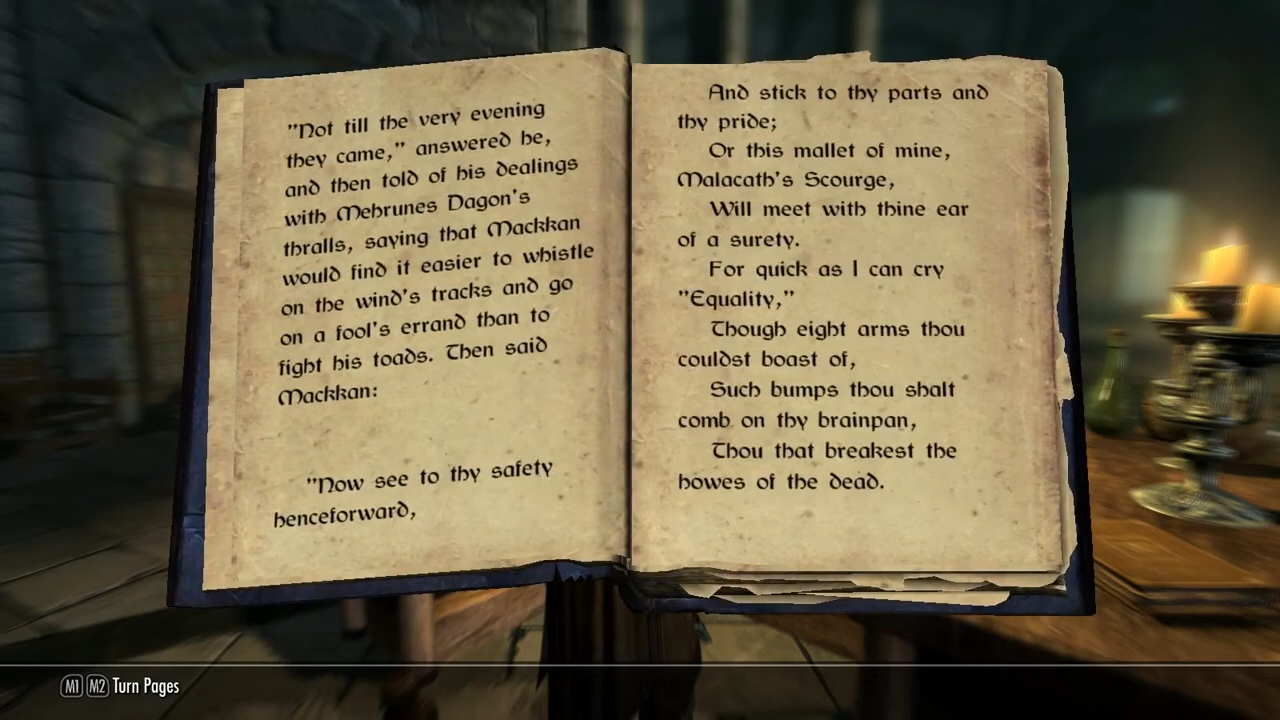 "Not till the very evening
they came," answered he,
and then told of his dealings
with Mehrunes Dagon's
thralls, saying that Mackkan
would find it easier to whistle
on the wind's tracks and go
on a fool's errand than to
fight his toads. Then said
Mackkan:
"Now see to thy safety
henceforward,
And stick to thy parts and
thy pride;
Or this mallet of mine,
Malacath's Scourge,
Will meet with thine ear
of a surety.
For quick as I can cry
"Equality,"
Though eight arms thou
couldst boast of,
Such bumps thou shalt
comb on thy brainpan,
Thou that breakest the
howes of the dead.
M1 M2 Turn Pages